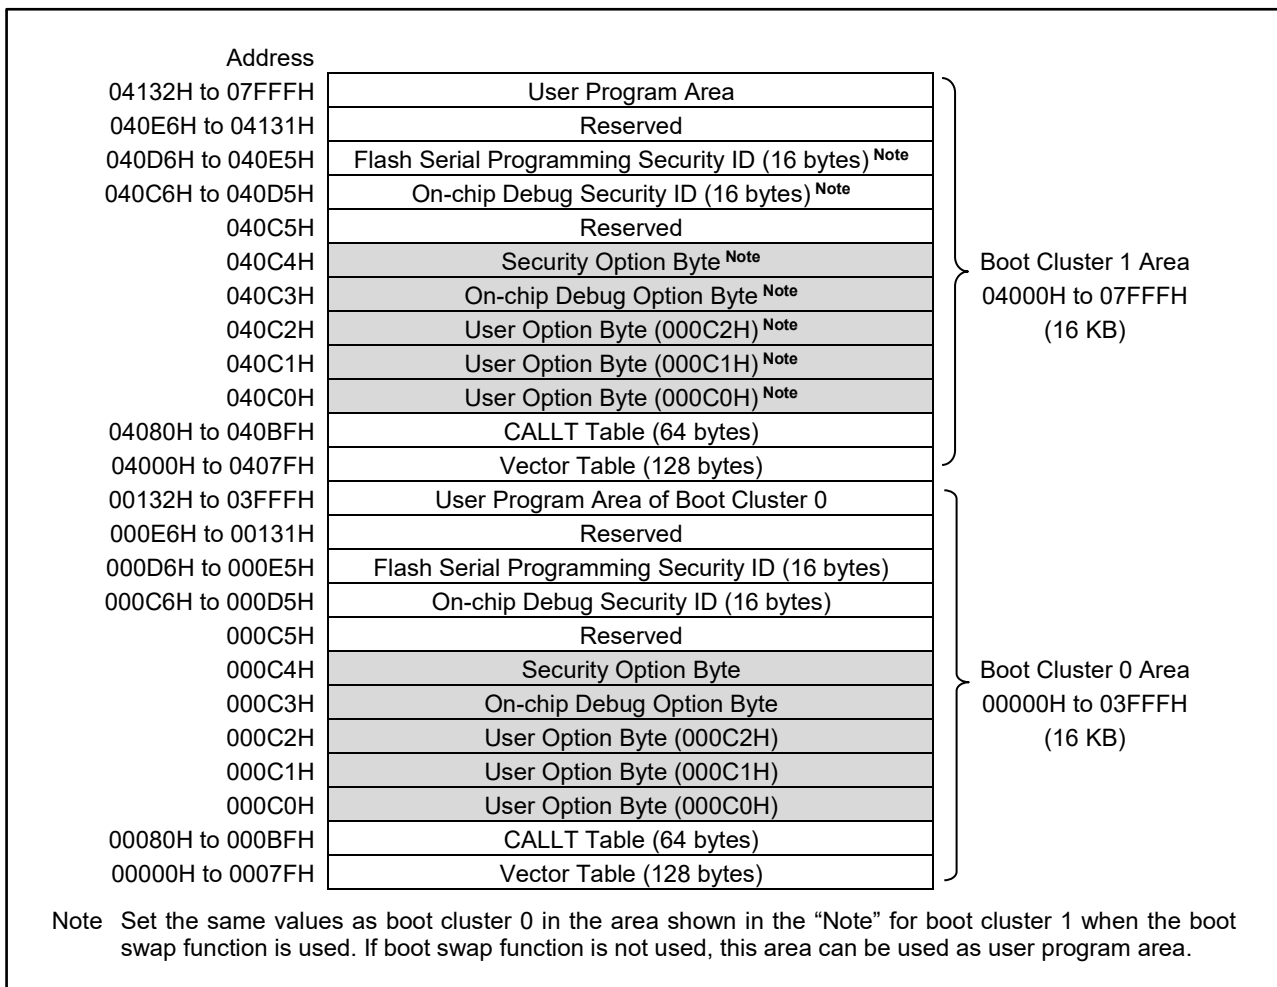 Address
04132H to 07FFFH User Program Area
040E6H to 04131H Reserved
040D6H to 040E5H Flash Serial Programming Security ID (16 bytes) Note
040C6H to 040D5H On-chip Debug Security ID (16 bytes) Note
040C5H Reserved
040C4H Security Option Byte Note Boot Cluster 1 Area
040C3H On-chip Debug Option Byte Note 04000H to 07FFFH
040C2H User Option Byte (000C2H) Note (16 KB)
040C1H User Option Byte (000C1H) Note
040C0H User Option Byte (000C0H) Note
04080H to 040BFH CALLT Table (64 bytes)
04000H to 0407FH Vector Table (128 bytes)
00132H to 03FFFH User Program Area of Boot Cluster 0
000E6H to 00131H Reserved
000D6H to 000E5H Flash Serial Programming Security ID (16 bytes)
000C6H to 000D5H On-chip Debug Security ID (16 bytes)
000C5H Reserved
000C4H Security Option Byte Boot Cluster 0 Area
000C3H On-chip Debug Option Byte 00000H to 03FFFH
000C2H User Option Byte (000C2H) (16 KB)
000C1H User Option Byte (000C1H)
000C0H User Option Byte (000C0H)
00080H to 000BFH CALLT Table (64 bytes)
00000H to 0007FH Vector Table (128 bytes)
Note Set the same values as boot cluster 0 in the area shown in the “Note” for boot cluster 1 when the boot
swap function is used. If boot swap function is not used, this area can be used as user program area.